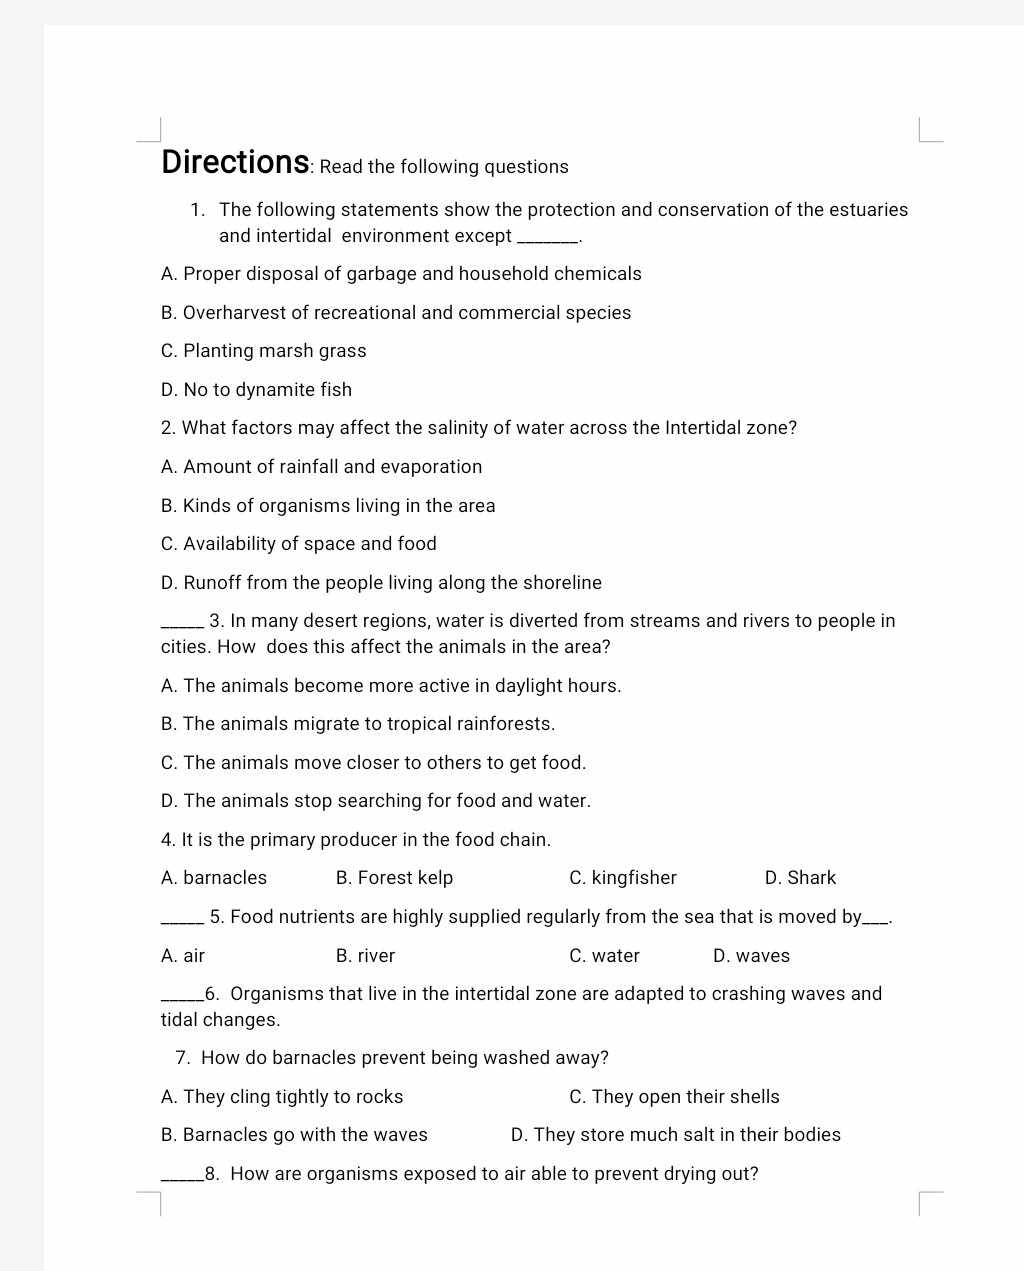 Directions: Read the following questions
1. The following statements show the protection and conservation of the estuaries
and intertidal environment except _______.
A. Proper disposal of garbage and household chemicals
B. Overharvest of recreational and commercial species
C. Planting marsh grass
D. No to dynamite fish
2. What factors may affect the salinity of water across the Intertidal zone?
A. Amount of rainfall and evaporation
B. Kinds of organisms living in the area
C. Availability of space and food
D. Runoff from the people living along the shoreline
_____ 3. In many desert regions, water is diverted from streams and rivers to people in
cities. How does this affect the animals in the area?
A. The animals become more active in daylight hours.
B. The animals migrate to tropical rainforests.
C. The animals move closer to others to get food.
D. The animals stop searching for food and water.
4. It is the primary producer in the food chain.
A. barnacles B. Forest kelp C. kingfisher D. Shark
_____ 5. Food nutrients are highly supplied regularly from the sea that is moved by___.
A. air B. river C. water D. waves
_____6. Organisms that live in the intertidal zone are adapted to crashing waves and
tidal changes.
7. How do barnacles prevent being washed away?
A. They cling tightly to rocks C. They open their shells
B. Barnacles go with the waves D. They store much salt in their bodies
_____8. How are organisms exposed to air able to prevent drying out?